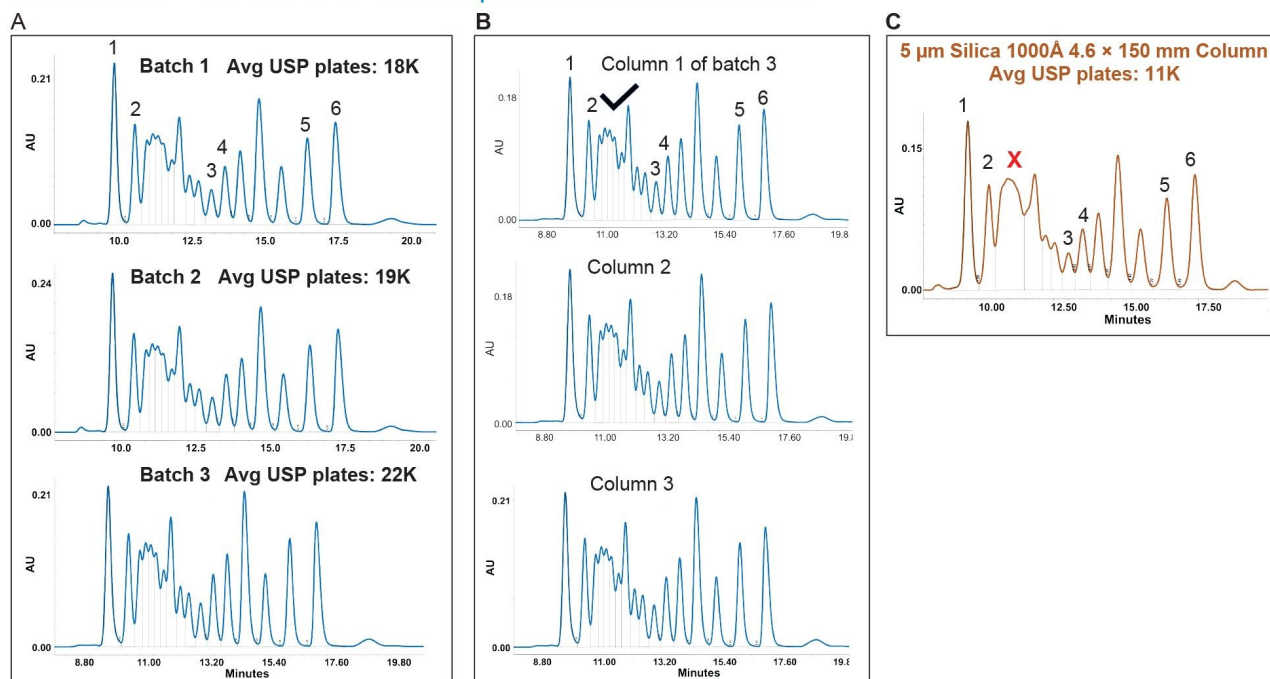 A
Batch 1 Avg USP plates: 18K
1
2
3
4
5
6
0.21
AU
0.00
10.0 12.5 15.0 17.5 20.0
Batch 2 Avg USP plates: 19K
0.24
AU
0.00
10.0 12.5 15.0 17.5 20.0
Batch 3 Avg USP plates: 22K
0.21
AU
0.00
8.80 11.00 13.20 15.40 17.60 19.80
Minutes
B
Column 1 of batch 3
1
2
3
4
5
6
0.18
AU
0.00
8.80 11.00 13.20 15.40 17.60 19.8
Column 2
0.18
AU
0.00
8.80 11.00 13.20 15.40 17.60 19.8
Column 3
0.21
AU
0.00
8.80 11.00 13.20 15.40 17.60 19.8
Minutes
C
5 µm Silica 1000Å 4.6 × 150 mm Column
Avg USP plates: 11K
1
2
X
3
4
5
6
0.15
AU
0.00
10.00 12.50 15.00 17.50
Minutes